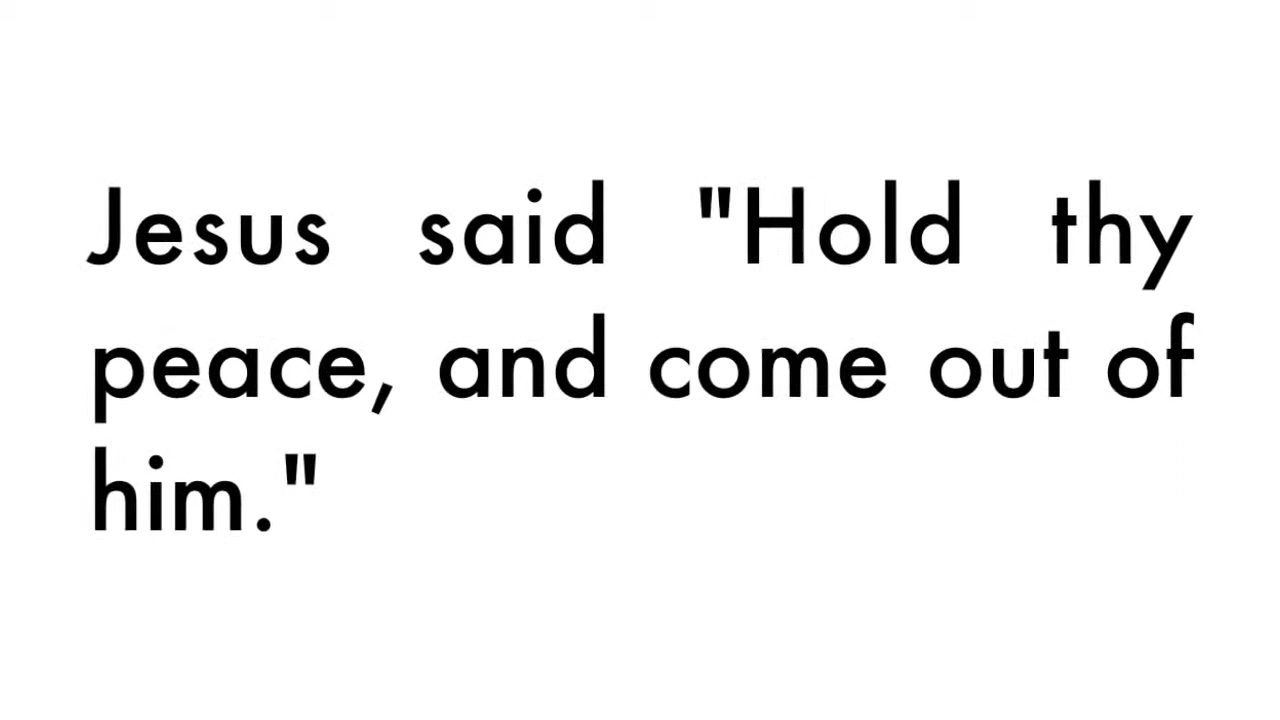 Jesus said "Hold thy
peace, and come out of
him."